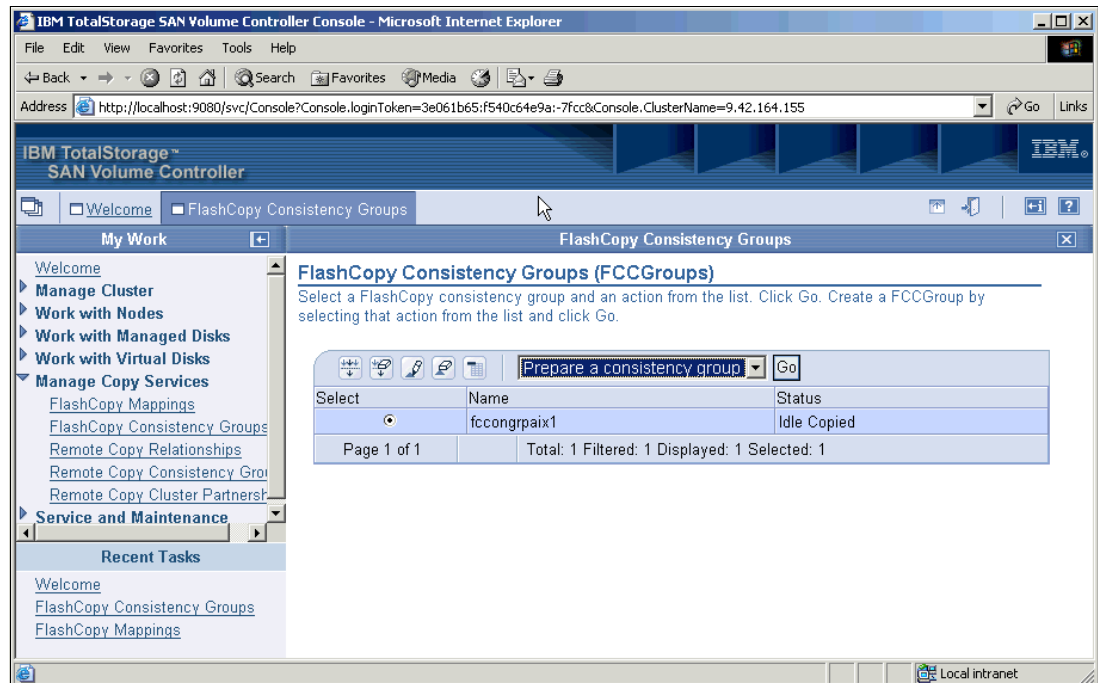 IBM TotalStorage SAN Volume Controller Console - Microsoft Internet Explorer
File Edit View Favorites Tools Help
Back Search Favorites Media
Address http://localhost:9080/svc/Console?Console.loginToken=3e061b65:f540c64e9a:-7fcc&Console.ClusterName=9.42.164.155 Go Links
IBM TotalStorage™
SAN Volume Controller
IBM®
Welcome FlashCopy Consistency Groups ?
My Work
FlashCopy Consistency Groups
Welcome
Manage Cluster
Work with Nodes
Work with Managed Disks
Work with Virtual Disks
Manage Copy Services
FlashCopy Mappings
FlashCopy Consistency Groups
Remote Copy Relationships
Remote Copy Consistency Grou
Remote Copy Cluster Partnersh
Service and Maintenance
Recent Tasks
Welcome
FlashCopy Consistency Groups
FlashCopy Mappings
FlashCopy Consistency Groups (FCCGroups)
Select a FlashCopy consistency group and an action from the list. Click Go. Create a FCCGroup by
selecting that action from the list and click Go.
Prepare a consistency group Go
Select Name Status
fccongrpaix1 Idle Copied
Page 1 of 1 Total: 1 Filtered: 1 Displayed: 1 Selected: 1
Local intranet